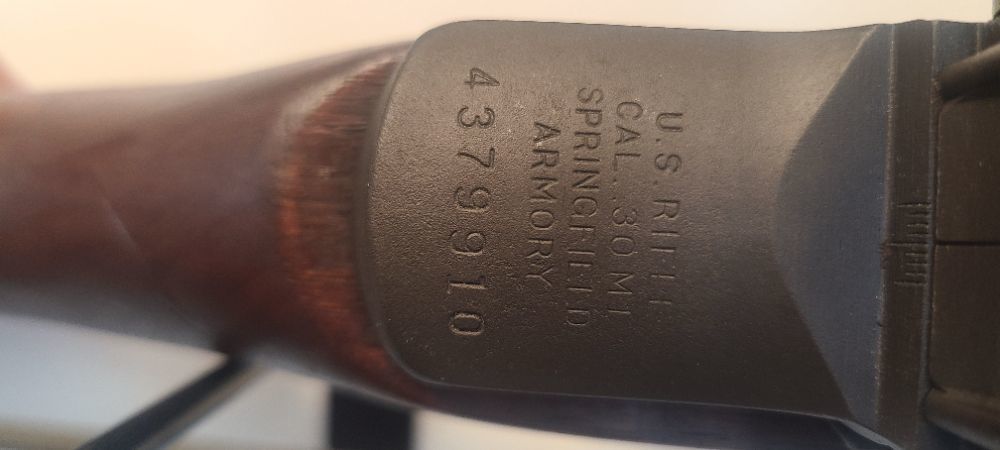 U.S. RIFLE
CAL. .30 M1
SPRINGFIELD
ARMORY
4379910